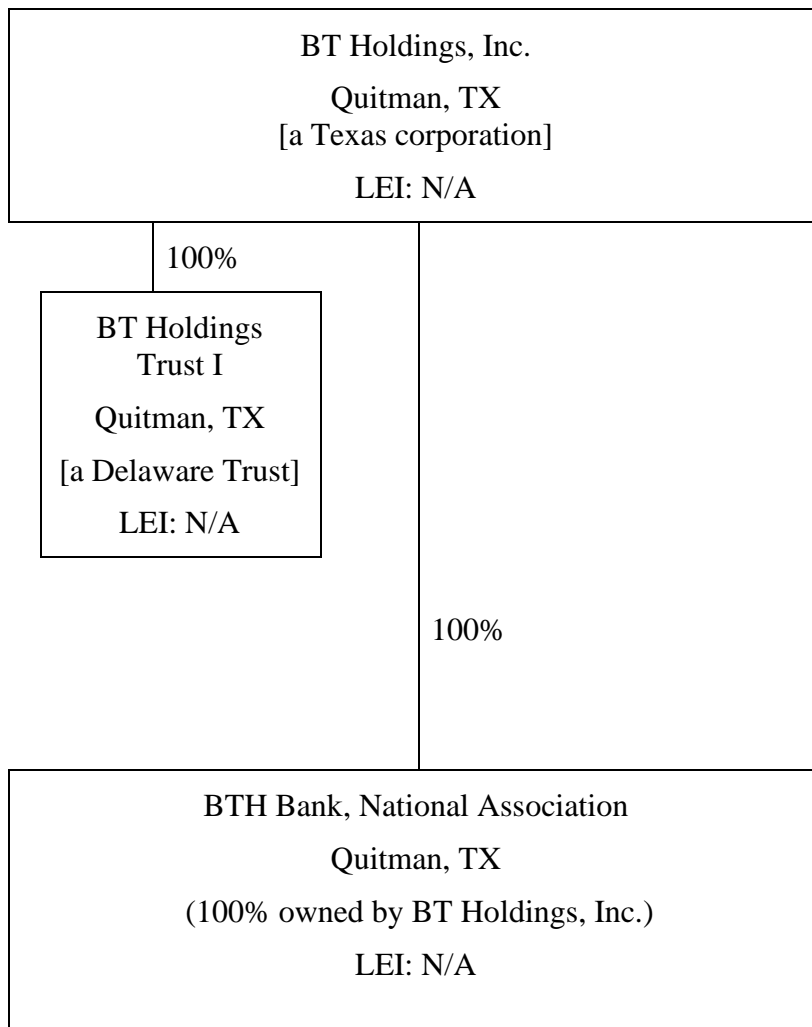 BT Holdings, Inc.
Quitman, TX
[a Texas corporation]
LEI: N/A
100%
BT Holdings
Trust I
Quitman, TX
[a Delaware Trust]
LEI: N/A
100%
BTH Bank, National Association
Quitman, TX
(100% owned by BT Holdings, Inc.)
LEI: N/A